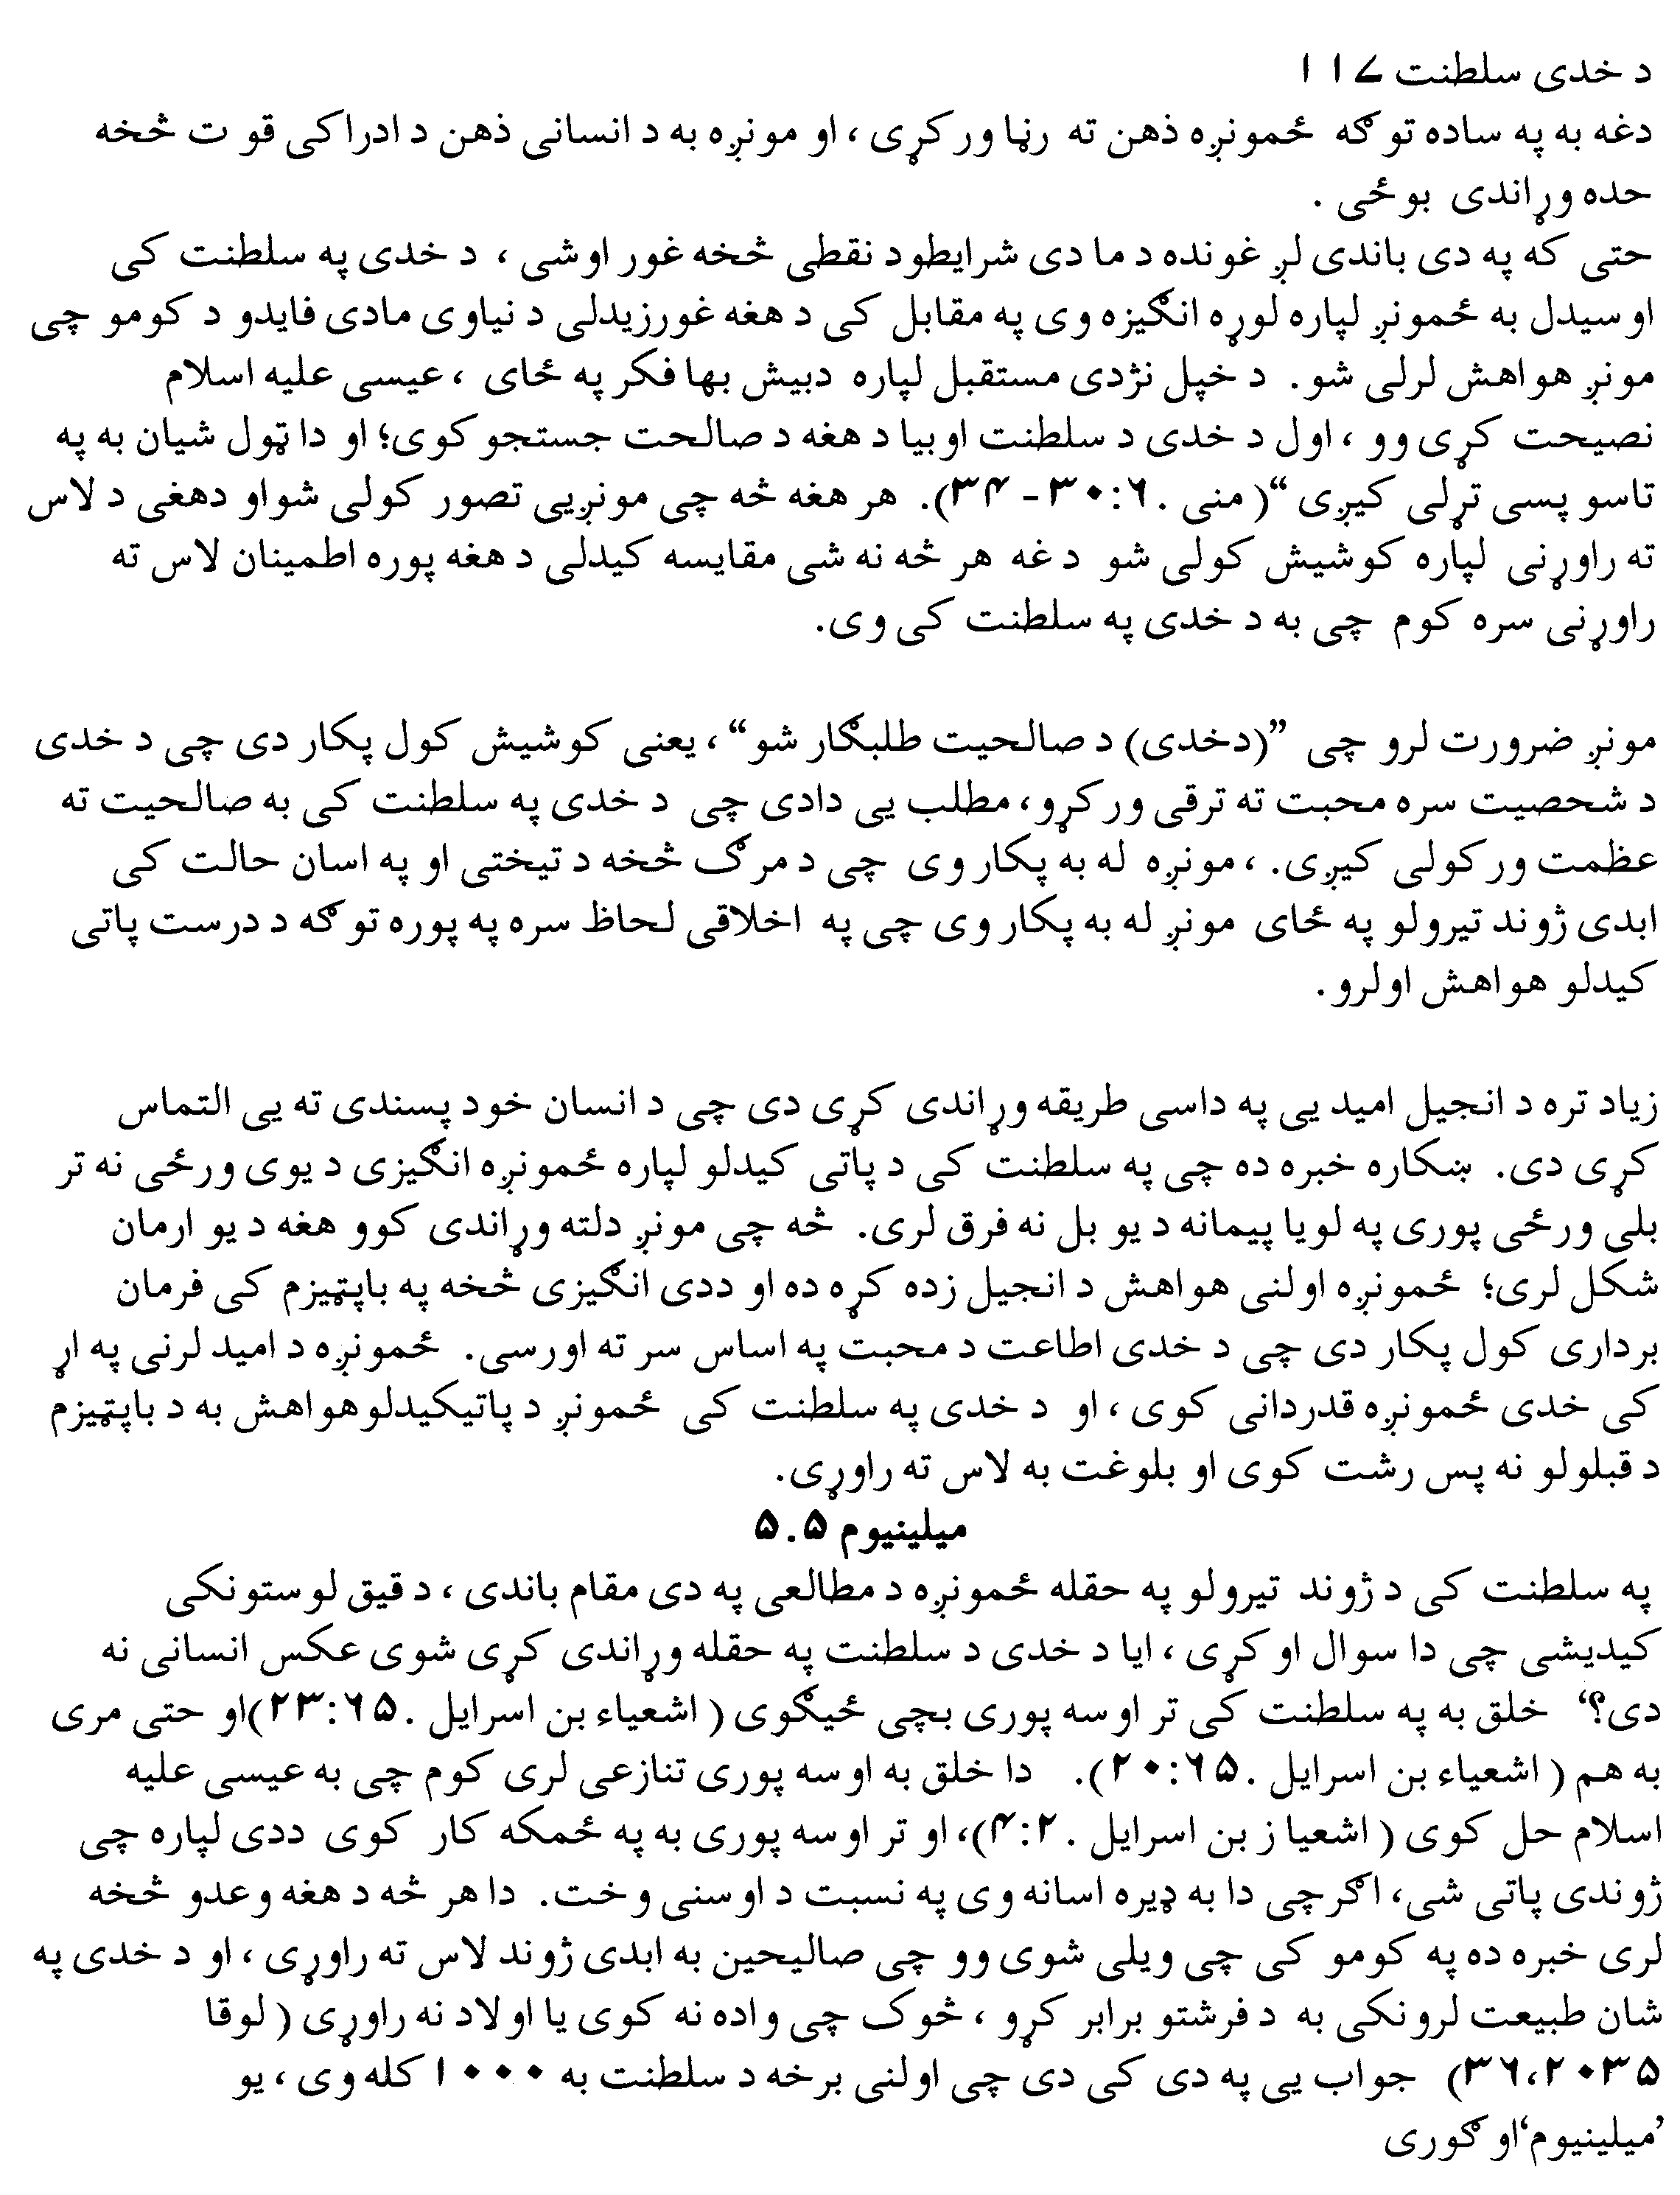 د خدی سلطنت ۱۱۷
دغه به په ساده توګه ځمونږه ذهن ته رڼا ورکړی ، او مونږه به د انسانی ذهن د ادراکی قوت څخه
حده وړاندی بوځی .
حتی که په دی باندی لږ غونده د مادی شرایطو د نقطی څخه غور اوشی ، د خدی په سلطنت کی
اوسیدل به ځمونږ لپاره لوړه انګیزه وی په مقابل کی د هغه غورزیدلی دنیاوی مادی فایدو د کومو چی
مونږ هواهش لرلی شو . د خپل نژدی مستقبل لپاره دبیش بها فکر په ځای ، عیسی علیه اسلام
نصیحت کړی وو ، اول د خدی د سلطنت اوبیا د هغه د صالحت جستجو کوی؛ او دا ټول شیان به په
تاسو پسی تړلی کیږی “( منی .۳۰:۶ - ۳۴). هر هغه څه چی مونږیی تصور کولی شواو دهغی د لاس
ته راوړنی لپاره کوشیش کولی شو دغه هر څه نه شی مقایسه کیدلی د هغه پوره اطمینان لاس ته
راوړنی سره کوم چی به د خدی په سلطنت کی وی.
مونږ ضرورت لرو چی ”(دخدی) د صالحیت طلبګار شو“ ، یعنی کوشیش کول پکار دی چی د خدی
د شحصیت سره محبت ته ترقی ورکړو، مطلب یی دادی چی د خدی په سلطنت کی به صالحیت ته
عظمت ورکولی کیږی. ، مونږه له به پکار وی چی د مرګ څخه د تیختی او په اسان حالت کی
ابدی ژوند تیرولو په ځای مونږ له به پکار وی چی په اخلاقی لحاظ سره په پوره توګه د درست پاتی
کیدلو هواهش اولرو .
زیاد تره د انجیل امید یی په داسی طریقه وړاندی کړی دی چی د انسان خود پسندی ته یی التماس
کړی دی. ښکاره خبره ده چی په سلطنت کی د پاتی کیدلو لپاره ځمونږه انګیزی د یوی ورځی نه تر
بلی ورځی پوری په لویا پیمانه د یو بل نه فرق لری. څه چی مونږ دلته وړاندی کوو هغه د یو ارمان
شکل لری؛ ځمونږه اولنی هواهش د انجیل زده کړه ده او ددی انګیزی څخه په باپټیزم کی فرمان
برداری کول پکار دی چی د خدی اطاعت د محبت په اساس سر ته اورسی. ځمونږه د امید لرنی په اړ
کی خدی ځمونږه قدردانی کوی ، او د خدی په سلطنت کی ځمونږ د پاتیکیدلوهواهش به د باپټیزم
د قبلولو نه پس رشت کوی او بلوغت به لاس ته راوړی.
میلینیوم ۵.۵
په سلطنت کی د ژوند تیرولو په حقله ځمونږه د مطالعی په دی مقام باندی ، دقیق لوستونکی
کیدیشی چی دا سوال اوکړی ، ایا د خدی د سلطنت په حقله وړاندی کړی شوی عکس انسانی نه
دی؟‘ خلق به په سلطنت کی تر اوسه پوری بچی ځیګوی ( اشعیاء بن اسرایل .۲۳:۶۵)او حتی مری
به هم ( اشعیاء بن اسرایل .۲۰:۶۵). دا خلق به اوسه پوری تنازعی لری کوم چی به عیسی علیه
اسلام حل کوی ( اشعیا ز بن اسرایل .۴:۲)، او تر اوسه پوری به په ځمکه کار کوی ددی لپاره چی
ژوندی پاتی شی، اګرچی دا به ډیره اسانه وی په نسبت د اوسنی وخت. دا هر څه د هغه وعدو څخه
لری خبره ده په کومو کی چی ویلی شوی وو چی صالیحین به ابدی ژوند لاس ته راوړی ، او د خدی په
شان طبیعت لرونکی به د فرشتو برابر کړو ، څوک چی واده نه کوی یا اولاد نه راوړی ( لوقا
۳۶،۲۰۳۵) جواب یی په دی کی دی چی اولنی برخه د سلطنت به ۱۰۰۰ کله وی ، یو
’میلینیوم‘او ګوری